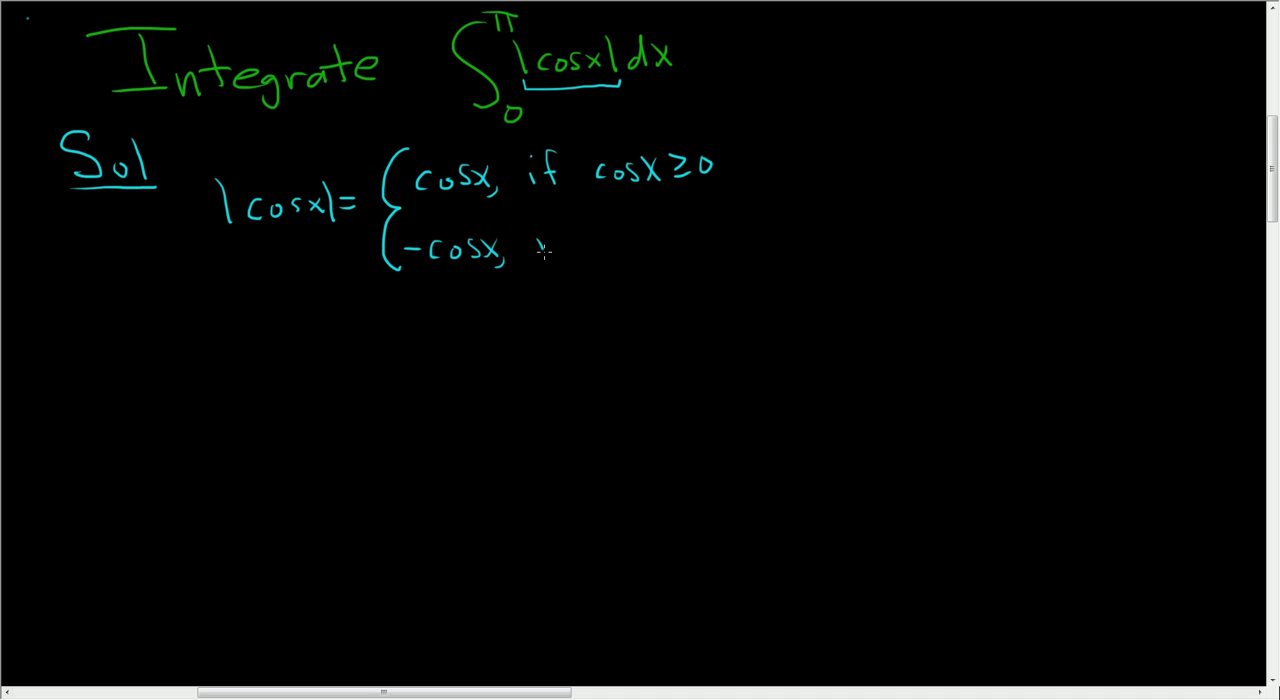 Integrate ∫₀^π |cosx| dx
Sol
|cosx| = { cosx, if cosx ≥ 0
-cosx,